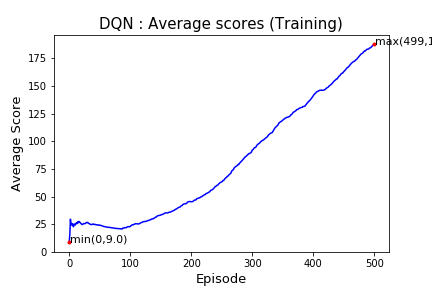 DQN : Average scores (Training)
Average Score
175
150
125
100
75
50
25
0
max(499,1
min(0,9.0)
0
100
200
300
400
500
Episode